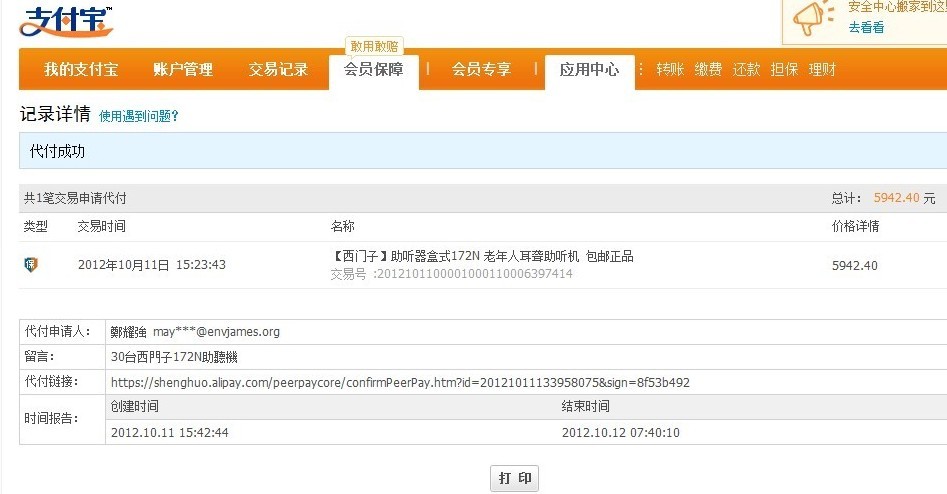 支付宝™
安全中心搬家到这
去看看
敢用敢赔
我的支付宝 账户管理 交易记录 会员保障 | 会员专享 | 应用中心 ⋮ 转账 缴费 还款 担保 理财
记录详情 使用遇到问题?
代付成功
共1笔交易申请代付 总计: 5942.40 元
类型 交易时间 名称 价格详情
保 2012年10月11日 15:23:43 【西门子】助听器盒式172N 老年人耳聋助听机 包邮正品 5942.40
交易号 :2012101100001000110006397414
代付申请人: 鄭耀強 may***@envjames.org
留言: 30台西門子172N助聽機
代付链接: https://shenghuo.alipay.com/peerpaycore/confirmPeerPay.htm?id=20121011133958075&sign=8f53b492
时间报告: 创建时间 结束时间
2012.10.11 15:42:44 2012.10.12 07:40:10
打 印